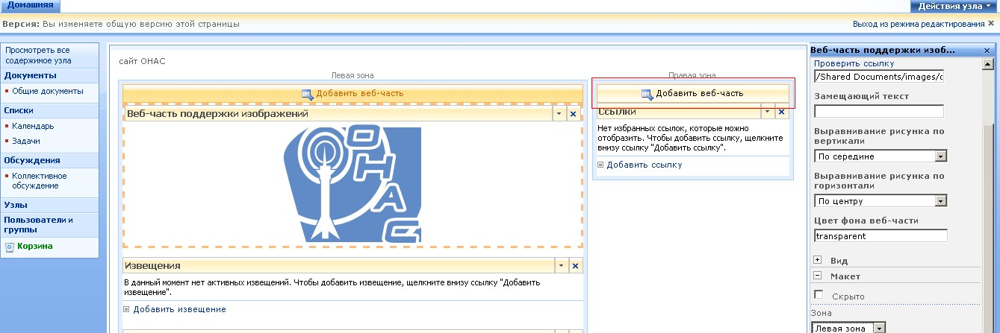 Домашняя
Действия узла
Версия: Вы изменяете общую версию этой страницы
Выход из режима редактирования
Просмотреть все
содержимое узла
Документы
Общие документы
Списки
Календарь
Задачи
Обсуждения
Коллективное
обсуждение
Узлы
Пользователи и
группы
Корзина
сайт ОНАС
Левая зона
Добавить веб-часть
Веб-часть поддержки изображений
ОНАС
Извещения
В данный момент нет активных извещений. Чтобы добавить извещение, щелкните внизу ссылку "Добавить
извещение".
Добавить извещение
Правая зона
Добавить веб-часть
Ссылки
Нет избранных ссылок, которые можно
отобразить. Чтобы добавить ссылку, щелкните
внизу ссылку "Добавить ссылку".
Добавить ссылку
Веб-часть поддержки изоб...
Проверить ссылку
/Shared Documents/images/
Замещающий текст
Выравнивание рисунка по
вертикали
По середине
Выравнивание рисунка по
горизонтали
По центру
Цвет фона веб-части
transparent
Вид
Макет
Скрыто
Зона
Левая зона